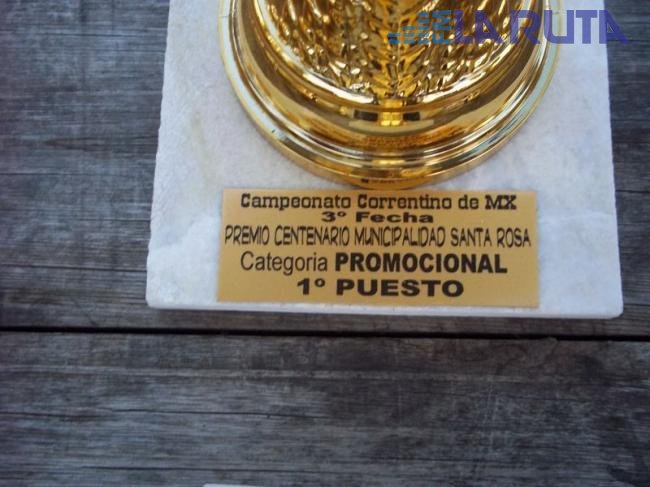 LA RUTA
Campeonato Correntino de MX
3º Fecha
PREMIO CENTENARIO MUNICIPALIDAD SANTA ROSA
Categoria PROMOCIONAL
1º PUESTO